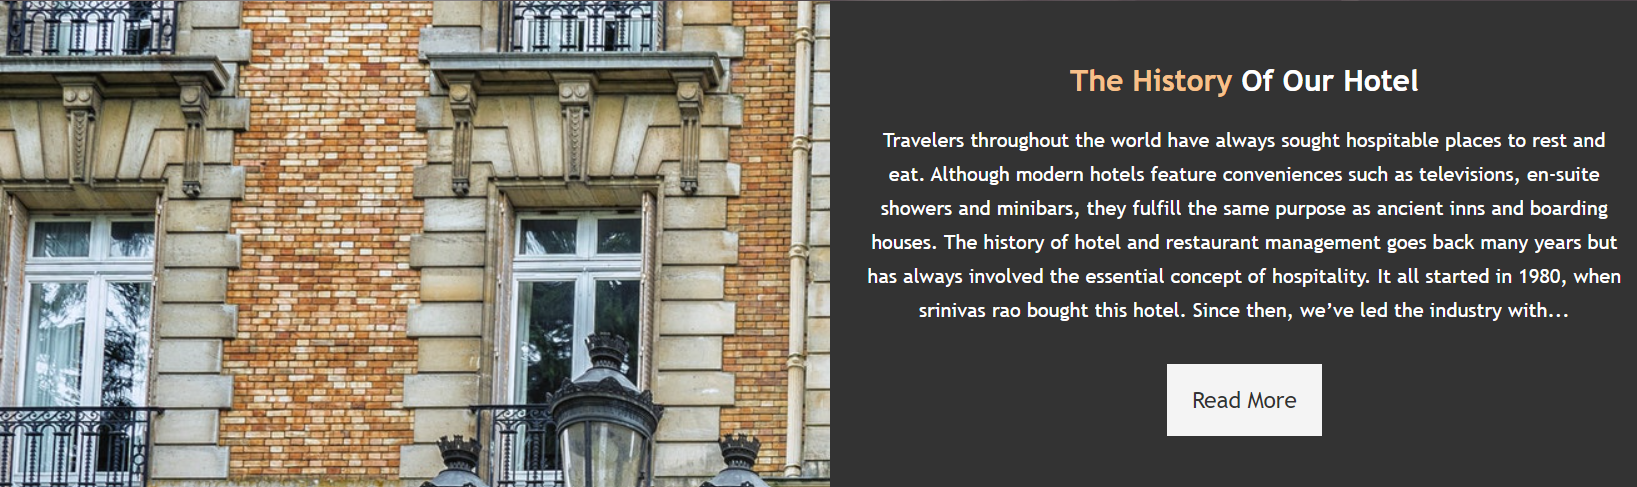 The History Of Our Hotel
Travelers throughout the world have always sought hospitable places to rest and
eat. Although modern hotels feature conveniences such as televisions, en-suite
showers and minibars, they fulfill the same purpose as ancient inns and boarding
houses. The history of hotel and restaurant management goes back many years but
has always involved the essential concept of hospitality. It all started in 1980, when
srinivas rao bought this hotel. Since then, we’ve led the industry with...
Read More